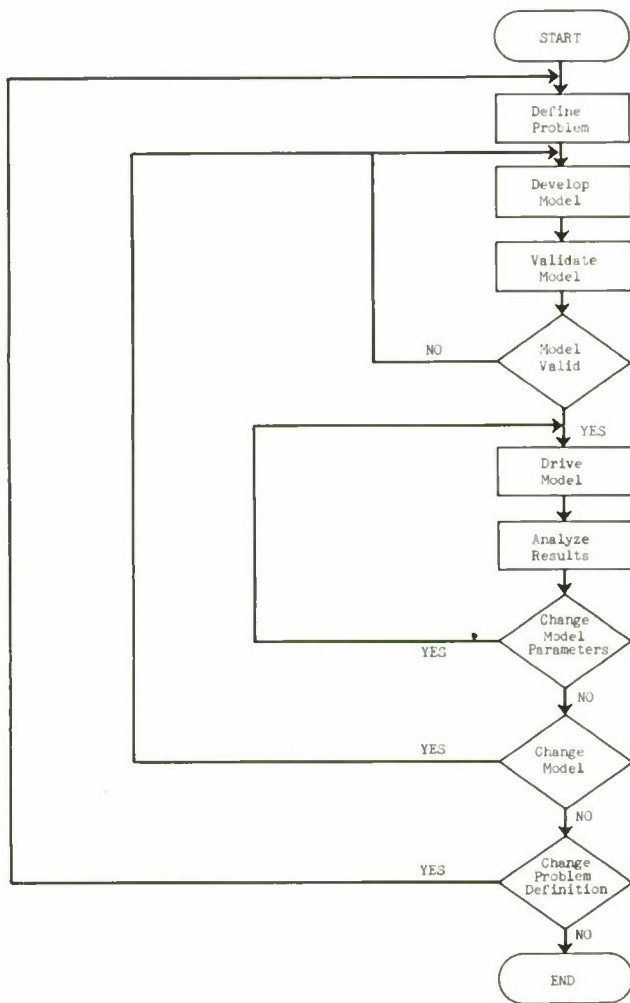 START
Define
Problem
Develop
Model
Validate
Model
Model
Valid
NO
YES
Drive
Model
Analyze
Results
Change
Model
Parameters
YES
NO
Change
Model
YES
NO
Change
Problem
Definition
YES
NO
END